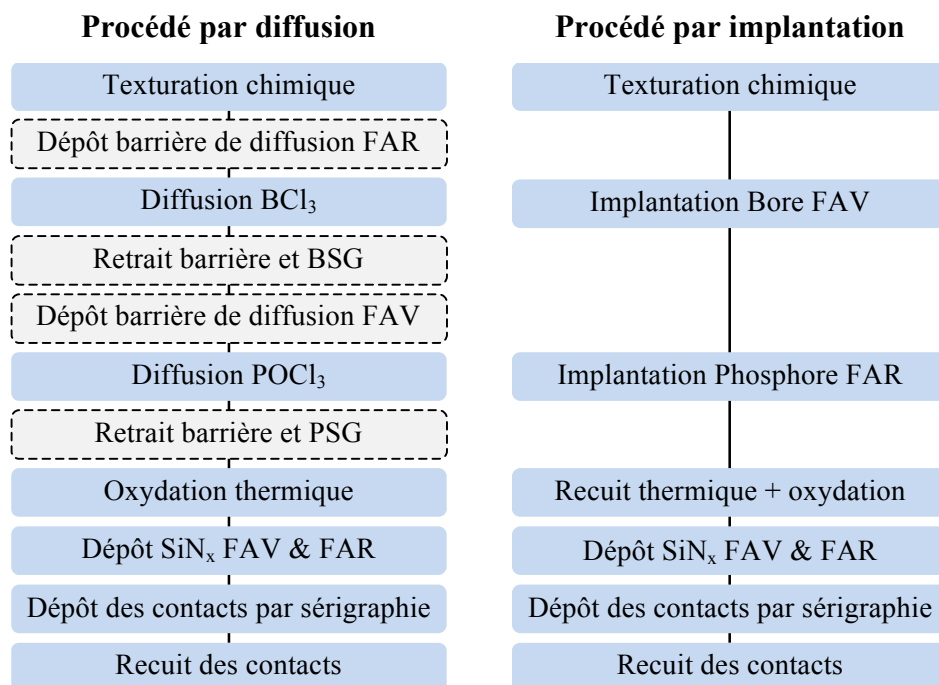 Procédé par diffusion
Texturation chimique
Dépôt barrière de diffusion FAR
Diffusion BCl₃
Retrait barrière et BSG
Dépôt barrière de diffusion FAV
Diffusion POCl₃
Retrait barrière et PSG
Oxydation thermique
Dépôt SiNₓ FAV & FAR
Dépôt des contacts par sérigraphie
Recuit des contacts
Procédé par implantation
Texturation chimique
Implantation Bore FAV
Implantation Phosphore FAR
Recuit thermique + oxydation
Dépôt SiNₓ FAV & FAR
Dépôt des contacts par sérigraphie
Recuit des contacts